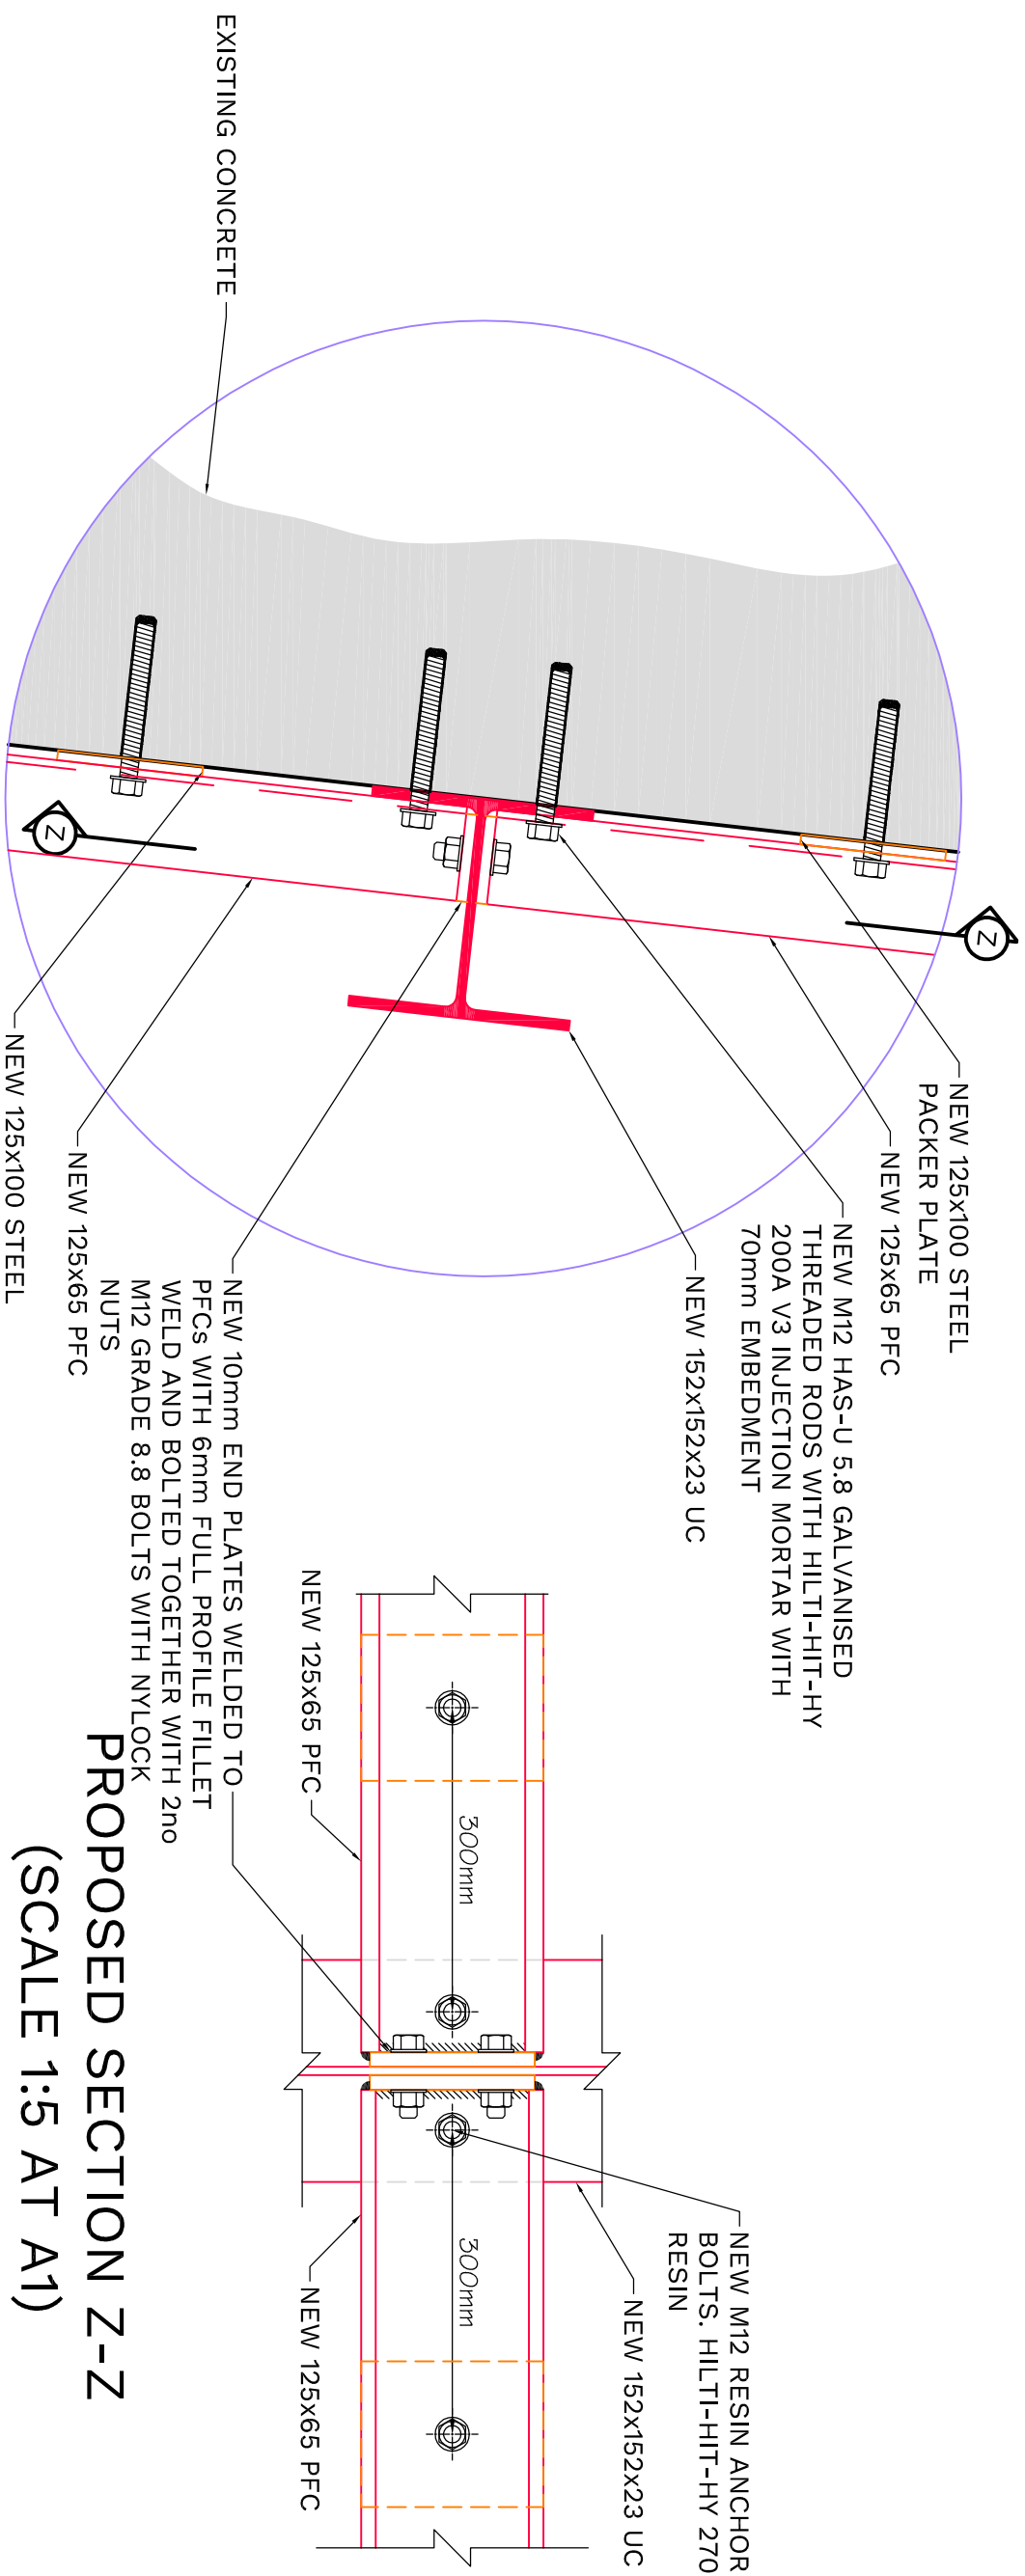 EXISTING CONCRETE
Z
Z
NEW 125x100 STEEL
PACKER PLATE
NEW 125x65 PFC
NEW M12 HAS-U 5.8 GALVANISED
THREADED RODS WITH HILTI-HIT-HY
200A V3 INJECTION MORTAR WITH
70mm EMBEDMENT
NEW 152x152x23 UC
NEW 10mm END PLATES WELDED TO
PFCs WITH 6mm FULL PROFILE FILLET
WELD AND BOLTED TOGETHER WITH 2no
M12 GRADE 8.8 BOLTS WITH NYLOCK
NUTS
NEW 125x65 PFC
NEW 125x100 STEEL
NEW M12 RESIN ANCHOR
BOLTS. HILTI-HIT-HY 270
RESIN
NEW 152x152x23 UC
300mm
300mm
NEW 125x65 PFC
NEW 125x65 PFC
PROPOSED SECTION Z-Z
(SCALE 1:5 AT A1)